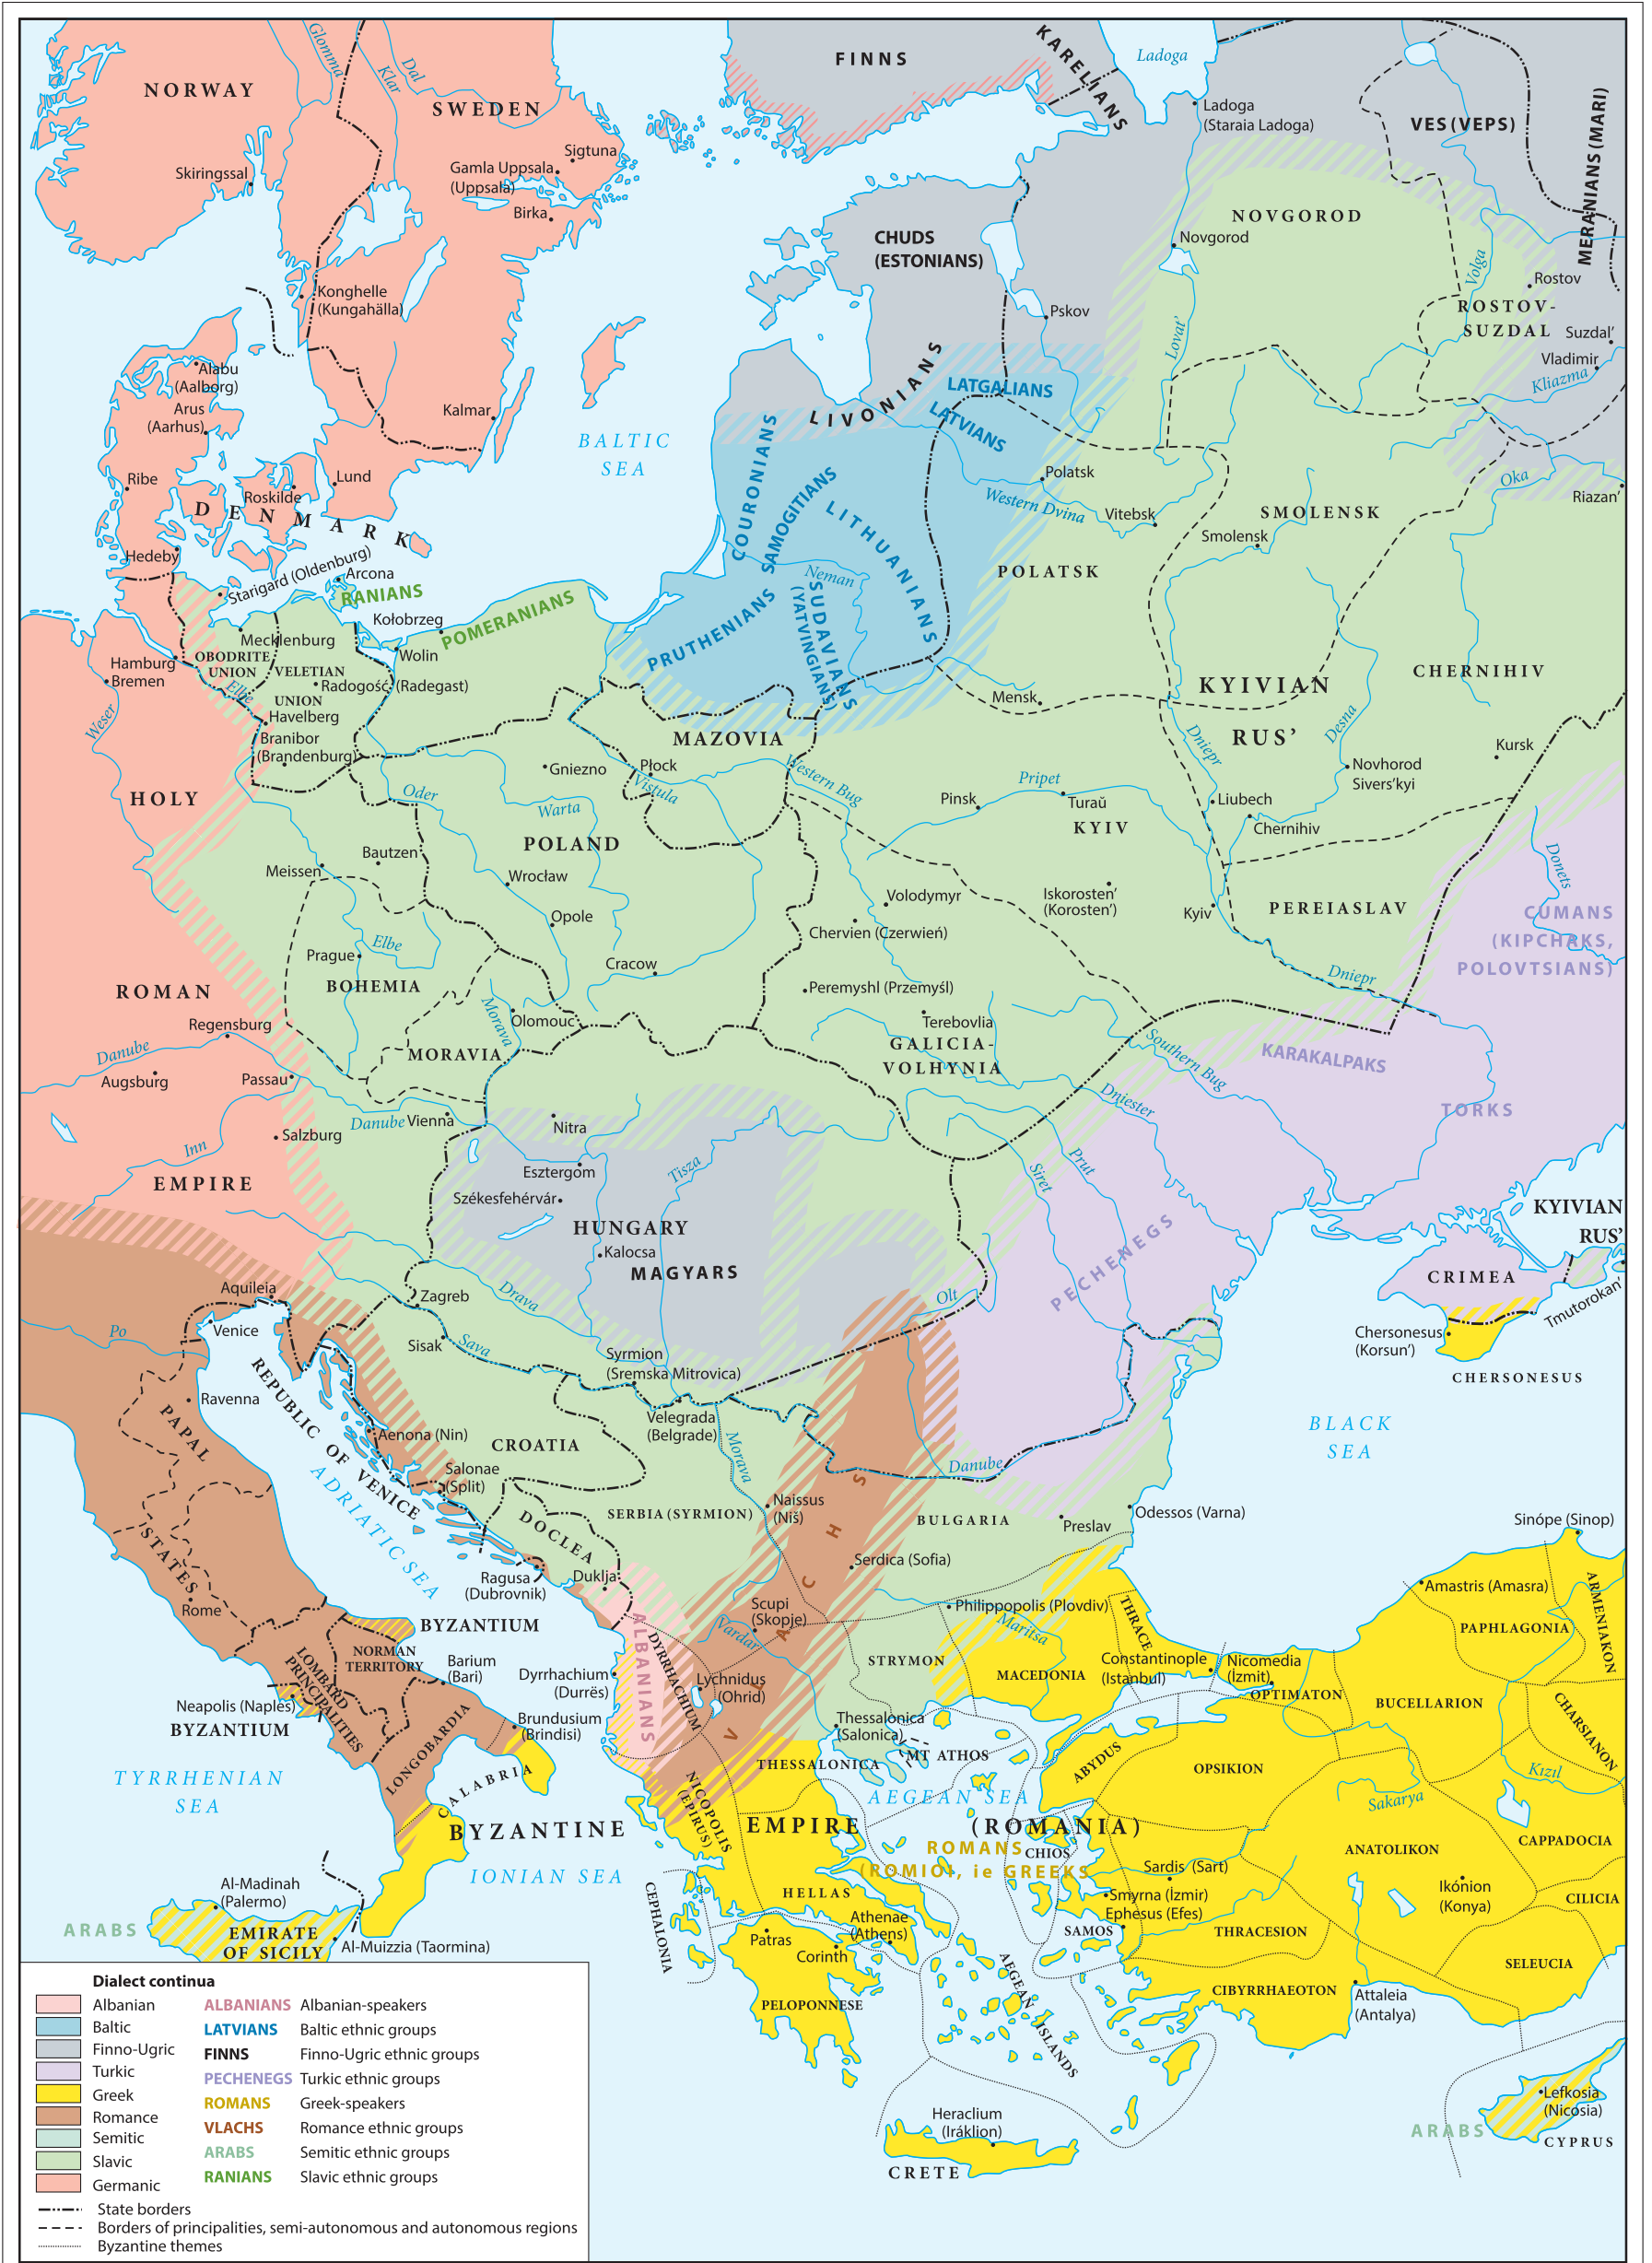 NORWAY
Glomma
Klar
Dal
SWEDEN
FINNS
KARELIANS
Ladoga
Ladoga
(Staraia Ladoga)
VES (VEPS)
MERANIANS (MARI)
Skiringssal
Sigtuna
Gamla Uppsala
(Uppsala)
Birka
CHUDS
(ESTONIANS)
NOVGOROD
Novgorod
Volga
Rostov
ROSTOV-
SUZDAL
Suzdal’
Vladimir
Kliazma
Konghelle
(Kungahälla)
Pskov
Lovat’
Alabu
(Aalborg)
Arus
(Aarhus)
Kalmar
BALTIC
SEA
LIVONIANS
LATGALIANS
LATVIANS
COURONIANS
SAMOGITIANS
LITHUANIANS
Ribe
Roskilde
Lund
DENMARK
Polatsk
Western Dvina
Vitebsk
SMOLENSK
Smolensk
Oka
Riazan’
Hedeby
Starigard (Oldenburg)
Arcona
RANIANS
POLATSK
Neman
SUDAVIANS
(YATVINGIANS)
PRUTHENIANS
Kołobrzeg
POMERANIANS
Mecklenburg
Wolin
OBODRITE
UNION
VELETIAN
UNION
Radogość (Radegast)
Hamburg
Bremen
Elbe
Weser
Havelberg
Branibor
(Brandenburg)
Mensk
KYIVIAN
RUS’
CHERNIHIV
Dniepr
Desna
Kursk
MAZOVIA
Gniezno
Płock
Vistula
Western Bug
Pripet
Pinsk
Turaŭ
KYIV
Liubech
Chernihiv
Novhorod
Sivers’kyi
HOLY
Oder
Warta
POLAND
Donets
Bautzen
Meissen
Wrocław
Opole
Volodymyr
Chervien (Czerwień)
Iskorosten’
(Korosten’)
Kyiv
PEREIASLAV
CUMANS
(KIPCHAKS,
POLOVTSIANS)
Elbe
Prague
BOHEMIA
Cracow
Peremyshl (Przemyśl)
Dniepr
ROMAN
Regensburg
Danube
Augsburg
Passau
Morava
Olomouc
MORAVIA
Terebovlia
GALICIA-
VOLHYNIA
Southern Bug
KARAKALPAKS
Dniester
TORKS
Danube
Vienna
Salzburg
Inn
Nitra
Esztergom
Székesfehérvár
Tisza
Siret
Prut
EMPIRE
HUNGARY
Kalocsa
MAGYARS
PECHENEGS
KYIVIAN
RUS’
CRIMEA
Tmutorokan’
Aquileia
Venice
Po
Zagreb
Drava
Sisak
Sava
Olt
Syrmion
(Sremska Mitrovica)
Chersonesus
(Korsun’)
CHERSONESUS
Ravenna
PAPAL
STATES
REPUBLIC OF VENICE
ADRIATIC SEA
Aenona (Nin)
Velegrada
(Belgrade)
CROATIA
Morava
BLACK
SEA
Salonae
(Split)
Danube
DOCLEA
SERBIA (SYRMION)
Naissus
(Niš)
BULGARIA
Preslav
Odessos (Varna)
Sinópe (Sinop)
Ragusa
(Dubrovnik)
Duklja
Serdica (Sofia)
Rome
Scupi
(Skopje)
Vardar
Philippopolis (Plovdiv)
Maritsa
THRACE
Amastris (Amasra)
PAPHLAGONIA
ARMENIAKON
BYZANTIUM
NORMAN
TERRITORY
LOMBARD
PRINCIPALITIES
Barium
(Bari)
Dyrrhachium
(Durrës)
ALBANIANS
DYRRHACHIUM
Lychnidus
(Ohrid)
VLACHS
STRYMON
MACEDONIA
Constantinople
(Istanbul)
Nicomedia
(İzmit)
OPTIMATON
BUCELLARION
CHARSIANON
Neapolis (Naples)
BYZANTIUM
LONGOBARDIA
Brundusium
(Brindisi)
Thessalonica
(Salonica)
MT ATHOS
THESSALONICA
ABYDUS
OPSIKION
TYRRHENIAN
SEA
CALABRIA
NICOPOLIS
(EPIRUS)
AEGEAN SEA
Sakarya
Kızıl
BYZANTINE
EMPIRE
(ROMANIA)
ROMANS
(ROMIOI, ie GREEKS
CHIOS
ANATOLIKON
CAPPADOCIA
IONIAN SEA
Sardis (Sart)
Smyrna (İzmir)
Ephesus (Efes)
Ikónion
(Konya)
CILICIA
Al-Madinah
(Palermo)
ARABS
EMIRATE
OF SICILY
Al-Muizzia (Taormina)
CEPHALONIA
HELLAS
Athenae
(Athens)
Patras
Corinth
SAMOS
THRACESION
SELEUCIA
AEGEAN ISLANDS
PELOPONNESE
CIBYRRHAEOTON
Attaleia
(Antalya)
Heraclium
(Iráklion)
CRETE
ARABS
Lefkosia
(Nicosia)
CYPRUS
Dialect continua
Albanian
Baltic
Finno-Ugric
Turkic
Greek
Romance
Semitic
Slavic
Germanic
ALBANIANS Albanian-speakers
LATVIANS Baltic ethnic groups
FINNS Finno-Ugric ethnic groups
PECHENEGS Turkic ethnic groups
ROMANS Greek-speakers
VLACHS Romance ethnic groups
ARABS Semitic ethnic groups
RANIANS Slavic ethnic groups
State borders
Borders of principalities, semi-autonomous and autonomous regions
Byzantine themes